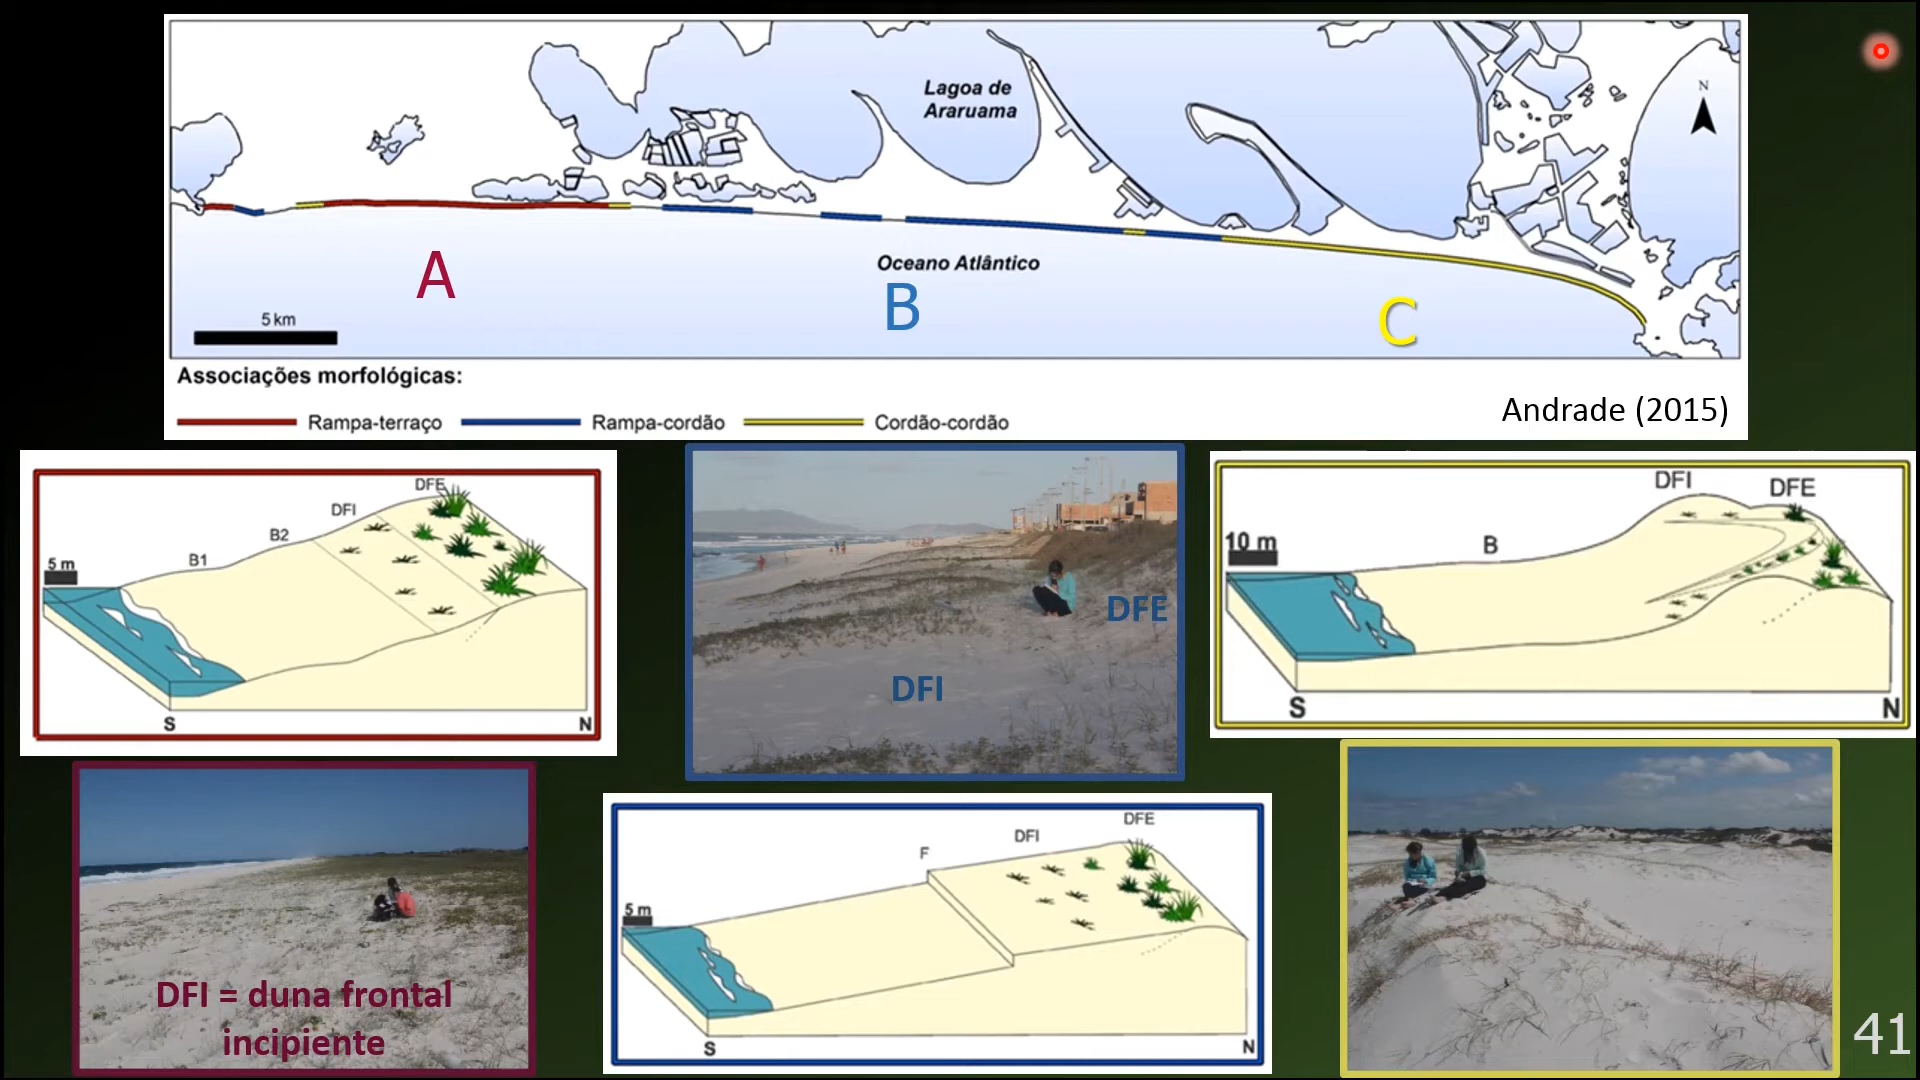 Lagoa de
Araruama
N
A
Oceano Atlântico
B
C
5 km
Associações morfológicas:
Rampa-terraço
Rampa-cordão
Cordão-cordão
Andrade (2015)
DFE
DFI
B2
B1
5 m
S
N
DFE
DFI
DFI
DFE
B
10 m
S
N
DFI = duna frontal
incipiente
DFE
DFI
F
5 m
S
N
41